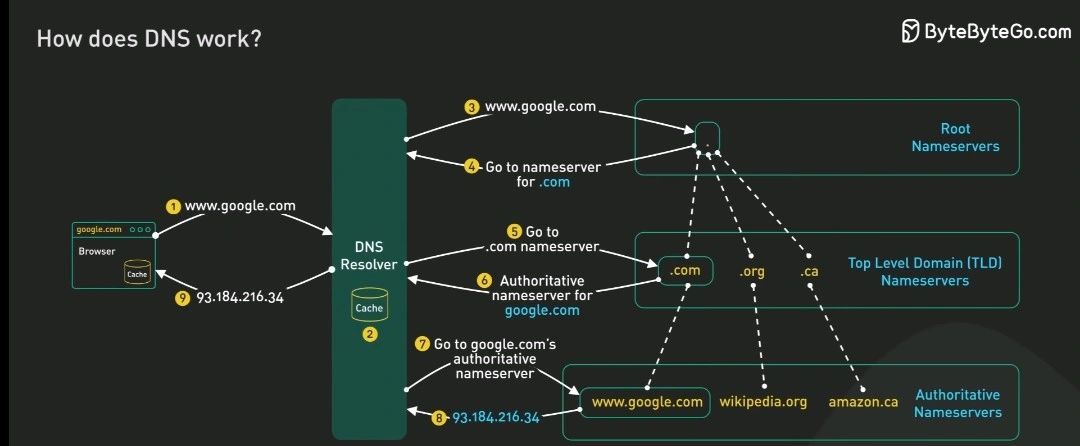 How does DNS work?
ByteByteGo.com
3 www.google.com
.
Root
Nameservers
4 Go to nameserver
for .com
1 www.google.com
google.com
Browser
Cache
9 93.184.216.34
DNS
Resolver
Cache
2
5 Go to
.com nameserver
6 Authoritative
nameserver for
google.com
.com
.org
.ca
Top Level Domain (TLD)
Nameservers
7 Go to google.com's
authoritative
nameserver
8 93.184.216.34
www.google.com
wikipedia.org
amazon.ca
Authoritative
Nameservers